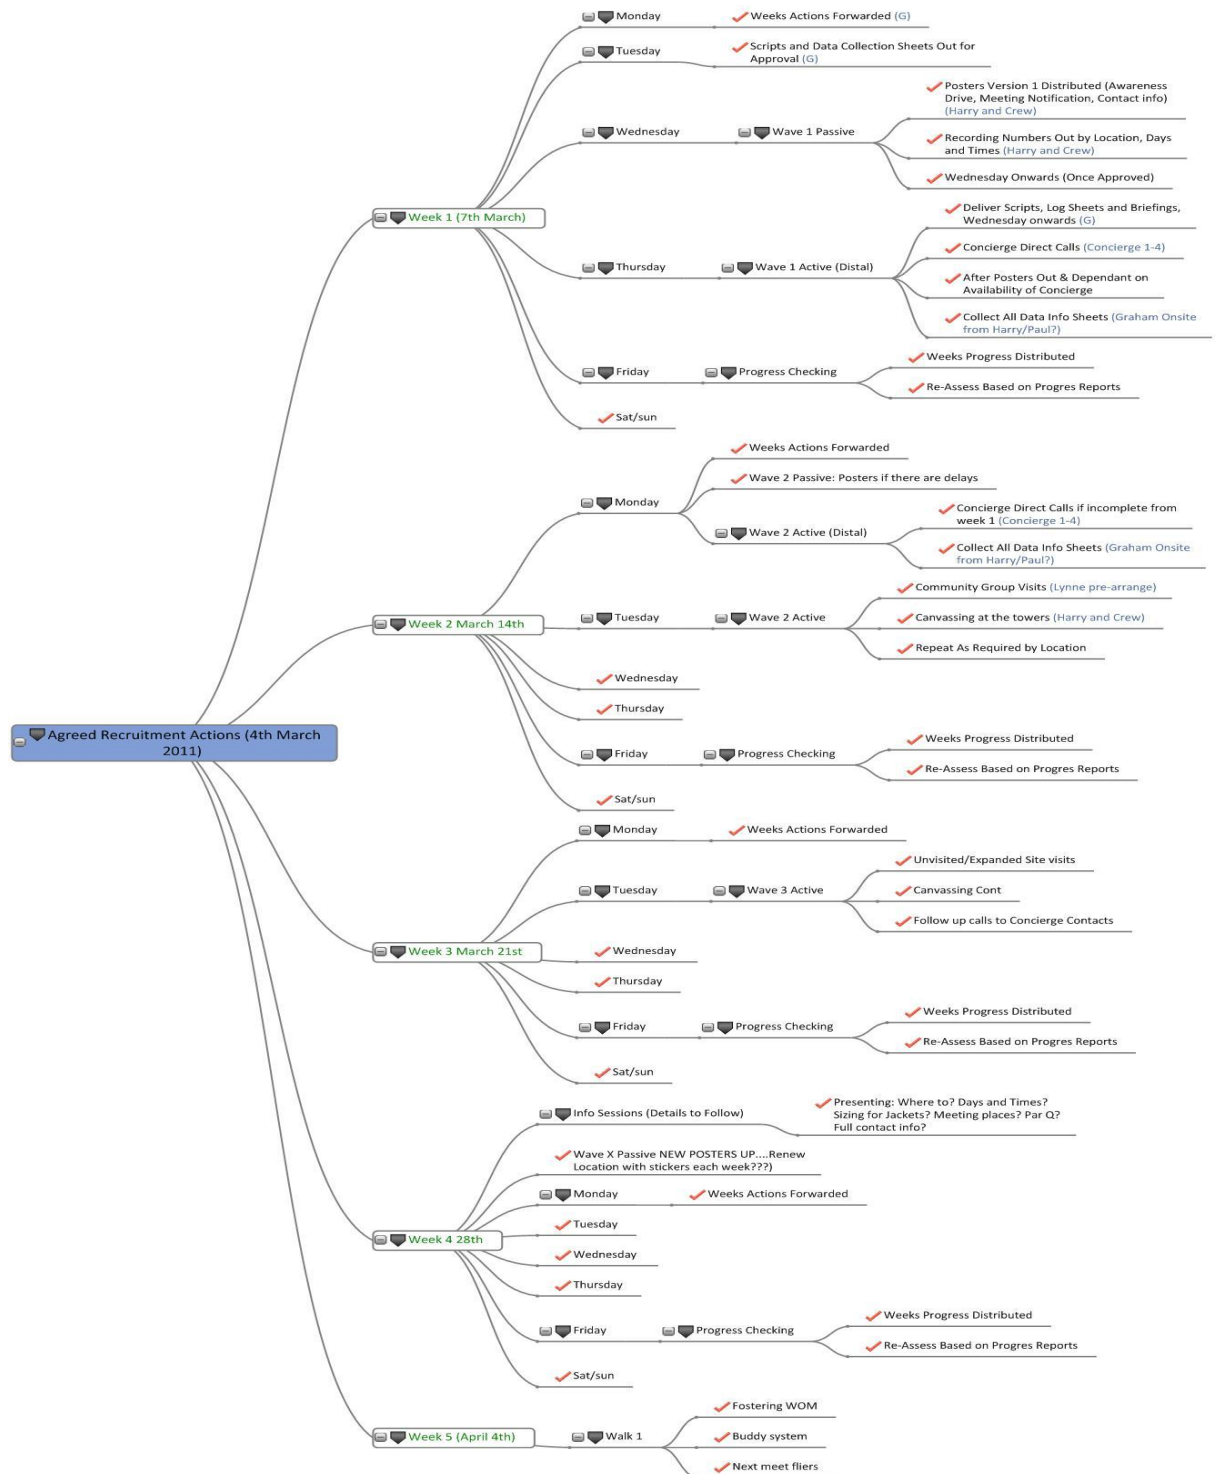 Monday
Weeks Actions Forwarded (G)
Tuesday
Scripts and Data Collection Sheets Out for
Approval (G)
Wednesday
Wave 1 Passive
Posters Version 1 Distributed (Awareness
Drive, Meeting Notification, Contact info)
(Harry and Crew)
Recording Numbers Out by Location, Days
and Times (Harry and Crew)
Wednesday Onwards (Once Approved)
Week 1 (7th March)
Thursday
Wave 1 Active (Distal)
Deliver Scripts, Log Sheets and Briefings,
Wednesday onwards (G)
Concierge Direct Calls (Concierge 1-4)
After Posters Out & Dependant on
Availability of Concierge
Collect All Data Info Sheets (Graham Onsite
from Harry/Paul?)
Friday
Progress Checking
Weeks Progress Distributed
Re-Assess Based on Progres Reports
Sat/sun
Monday
Weeks Actions Forwarded
Wave 2 Passive: Posters if there are delays
Wave 2 Active (Distal)
Concierge Direct Calls if incomplete from
week 1 (Concierge 1-4)
Collect All Data Info Sheets (Graham Onsite
from Harry/Paul?)
Week 2 March 14th
Tuesday
Wave 2 Active
Community Group Visits (Lynne pre-arrange)
Canvassing at the towers (Harry and Crew)
Repeat As Required by Location
Wednesday
Thursday
Friday
Progress Checking
Weeks Progress Distributed
Re-Assess Based on Progres Reports
Sat/sun
Agreed Recruitment Actions (4th March
2011)
Monday
Weeks Actions Forwarded
Tuesday
Wave 3 Active
Unvisited/Expanded Site visits
Canvassing Cont
Follow up calls to Concierge Contacts
Week 3 March 21st
Wednesday
Thursday
Friday
Progress Checking
Weeks Progress Distributed
Re-Assess Based on Progres Reports
Sat/sun
Info Sessions (Details to Follow)
Presenting: Where to? Days and Times?
Sizing for Jackets? Meeting places? Par Q?
Full contact info?
Wave X Passive NEW POSTERS UP....Renew
Location with stickers each week???)
Monday
Weeks Actions Forwarded
Week 4 28th
Tuesday
Wednesday
Thursday
Friday
Progress Checking
Weeks Progress Distributed
Re-Assess Based on Progres Reports
Sat/sun
Week 5 (April 4th)
Walk 1
Fostering WOM
Buddy system
Next meet fliers